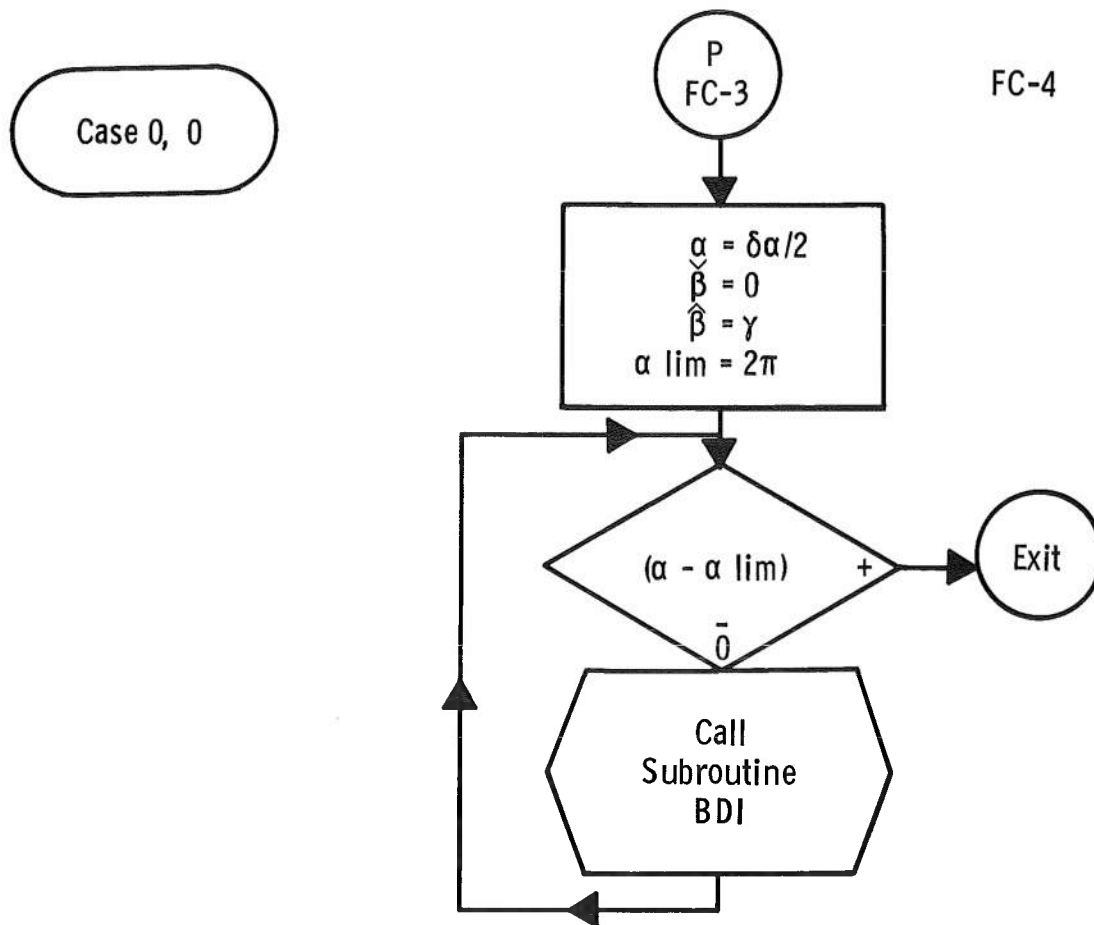 P
FC-3
FC-4
Case 0, 0
α = δα/2
β̌ = 0
β̂ = γ
α lim = 2π
(α - α lim)
+
Exit
-
0
Call
Subroutine
BDI